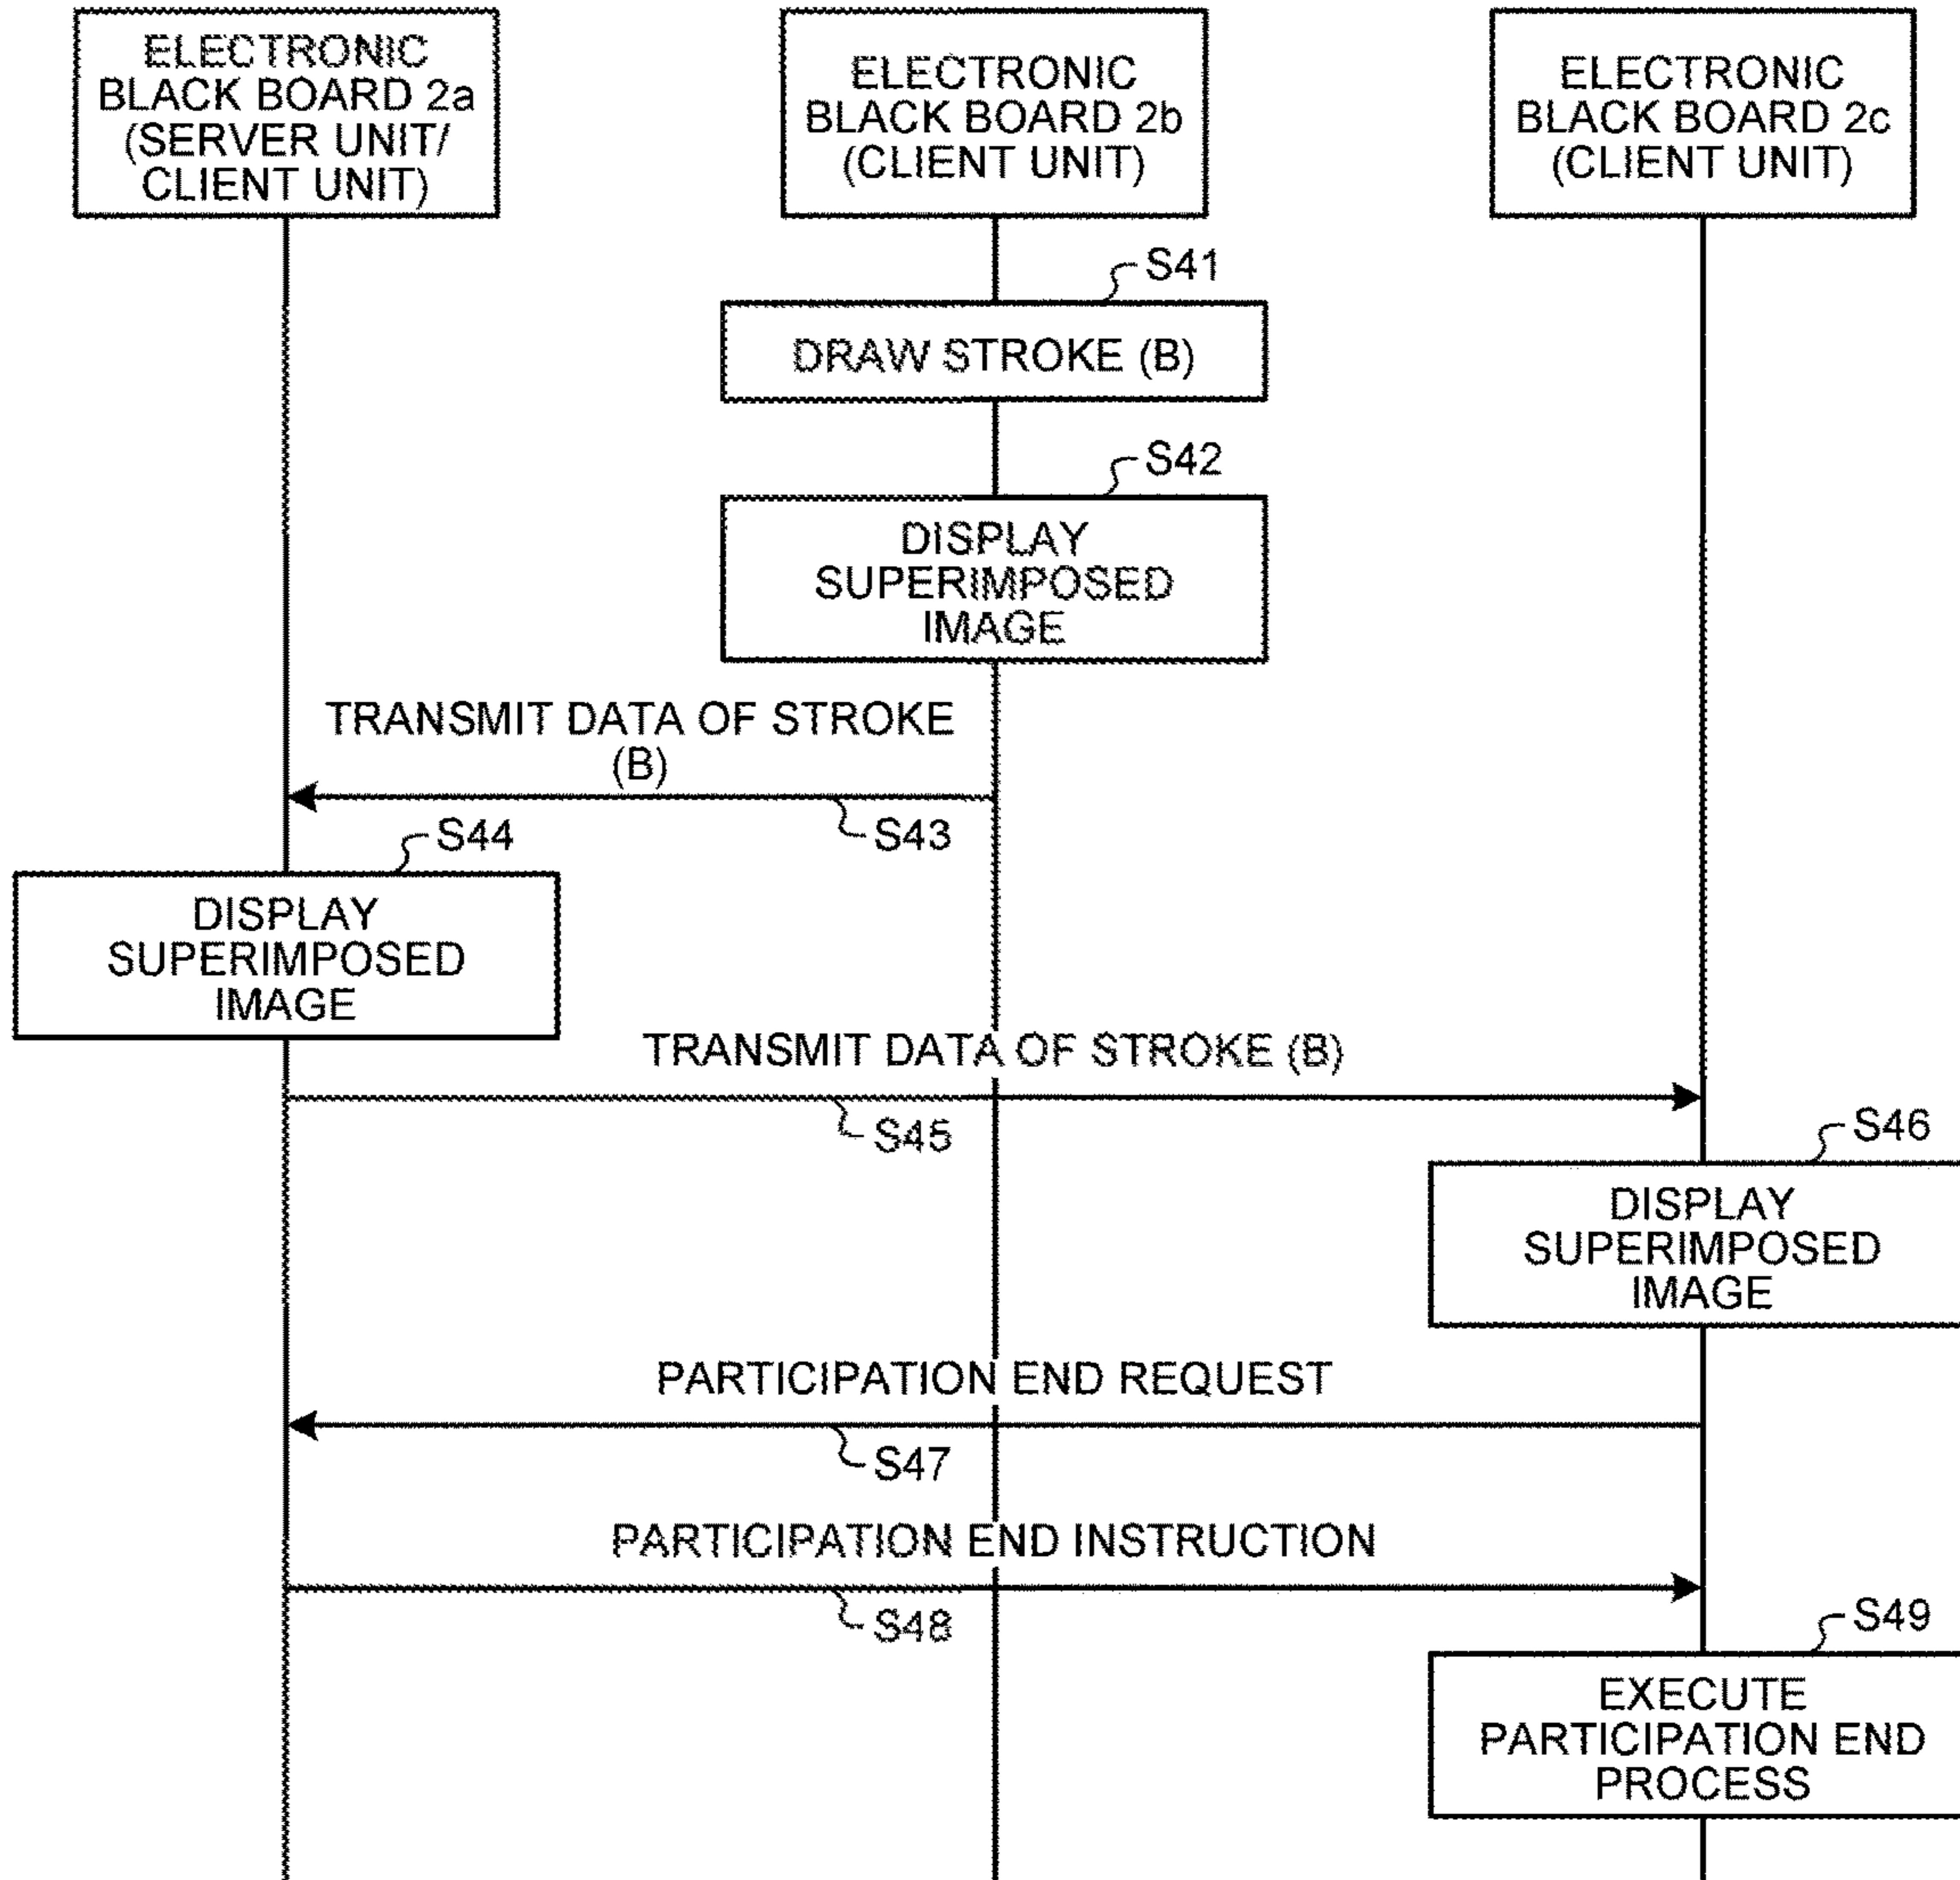 ELECTRONIC
BLACK BOARD 2a
(SERVER UNIT/
CLIENT UNIT)
ELECTRONIC
BLACK BOARD 2b
(CLIENT UNIT)
ELECTRONIC
BLACK BOARD 2c
(CLIENT UNIT)
S41
DRAW STROKE (B)
S42
DISPLAY
SUPERIMPOSED
IMAGE
TRANSMIT DATA OF STROKE
(B)
S43
S44
DISPLAY
SUPERIMPOSED
IMAGE
TRANSMIT DATA OF STROKE (B)
S45
S46
DISPLAY
SUPERIMPOSED
IMAGE
PARTICIPATION END REQUEST
S47
PARTICIPATION END INSTRUCTION
S48
S49
EXECUTE
PARTICIPATION END
PROCESS